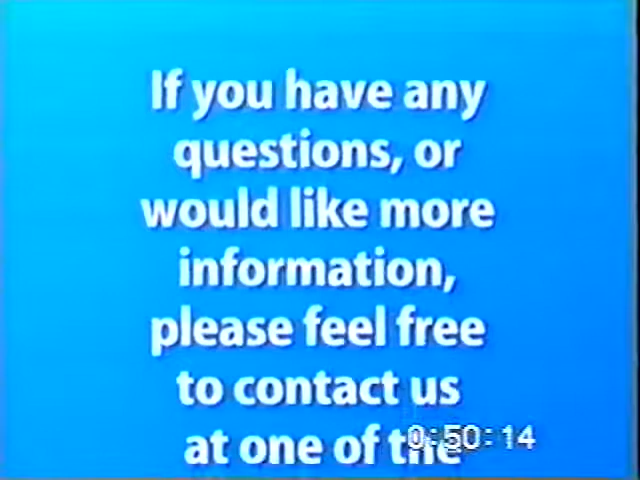 If you have any
questions, or
would like more
information,
please feel free
to contact us
at one of the
0:50:14